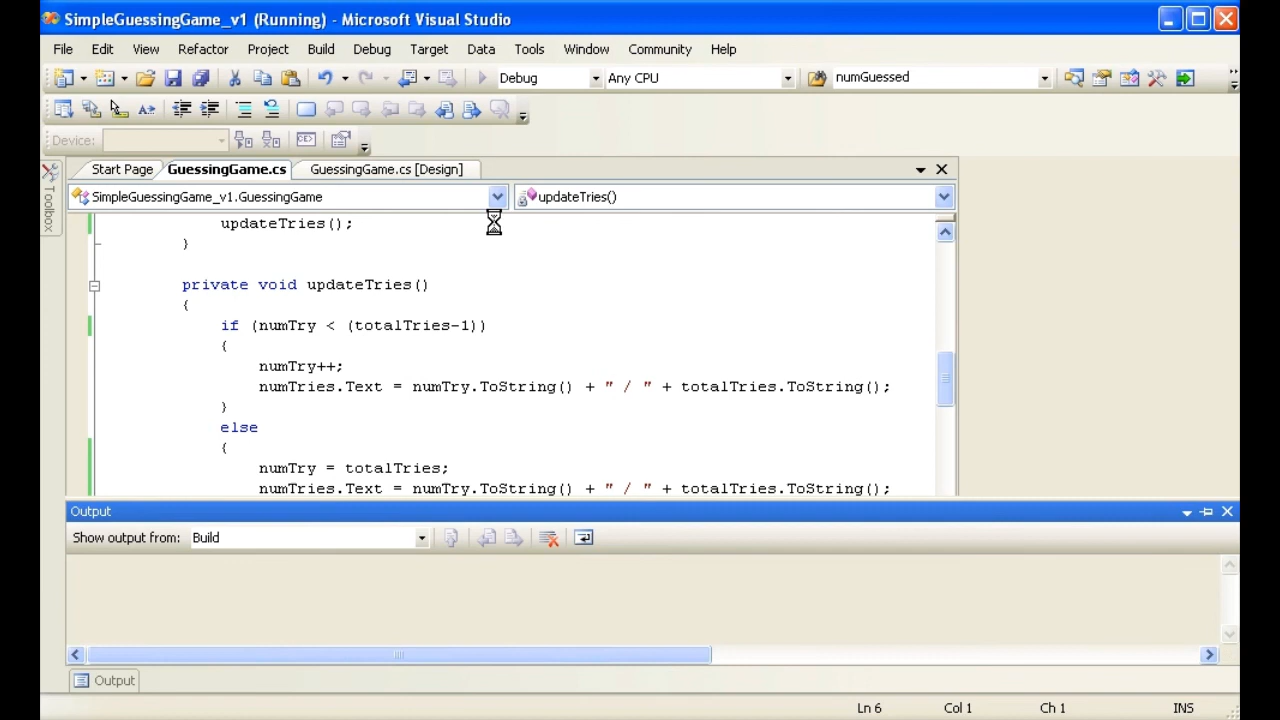 SimpleGuessingGame_v1 (Running) - Microsoft Visual Studio
File Edit View Refactor Project Build Debug Target Selection Data Tools Window Community Help
Debug Any CPU numGuessed
Device:
Toolbox
Start Page GuessingGame.cs GuessingGame.cs [Design]
SimpleGuessingGame_v1.GuessingGame updateTries()
updateTries();
}
private void updateTries()
{
if (numTry < (totalTries-1))
{
numTry++;
numTries.Text = numTry.ToString() + " / " + totalTries.ToString();
}
else
{
numTry = totalTries;
numTries.Text = numTry.ToString() + " / " + totalTries.ToString();
Output
Show output from: Build
Output
Ln 6 Col 1 Ch 1 INS